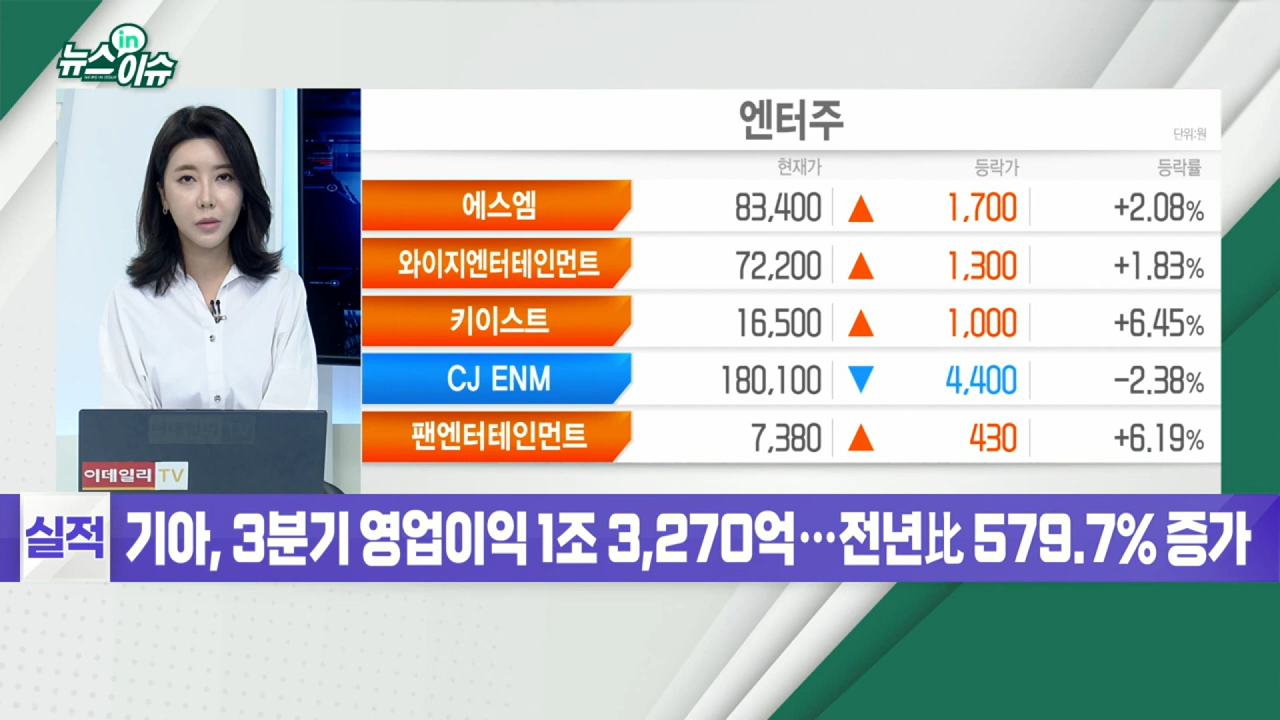 뉴스in이슈
엔터주
단위:원
현재가 등락가 등락률
에스엠 83,400 ▲ 1,700 +2.08%
와이지엔터테인먼트 72,200 ▲ 1,300 +1.83%
키이스트 16,500 ▲ 1,000 +6.45%
CJ ENM 180,100 ▼ 4,400 -2.38%
팬엔터테인먼트 7,380 ▲ 430 +6.19%
이데일리 TV
실적 기아, 3분기 영업이익 1조 3,270억…전년比 579.7% 증가